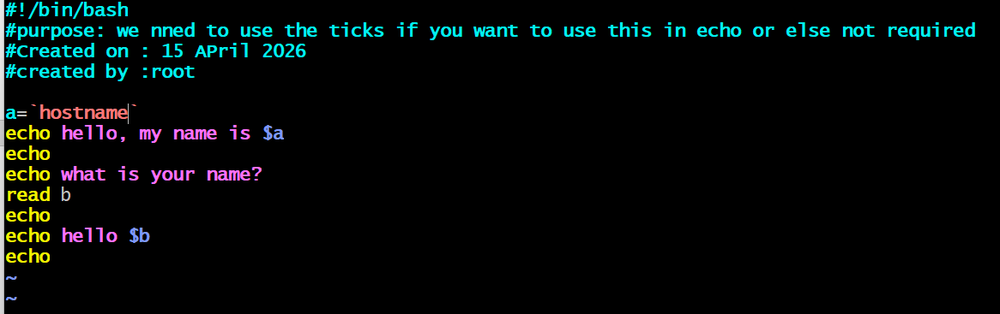 #!/bin/bash
#purpose: we nned to use the ticks if you want to use this in echo or else not required
#Created on : 15 APril 2026
#created by :root
a=`hostname`
echo hello, my name is $a
echo
echo what is your name?
read b
echo
echo hello $b
echo
~
~